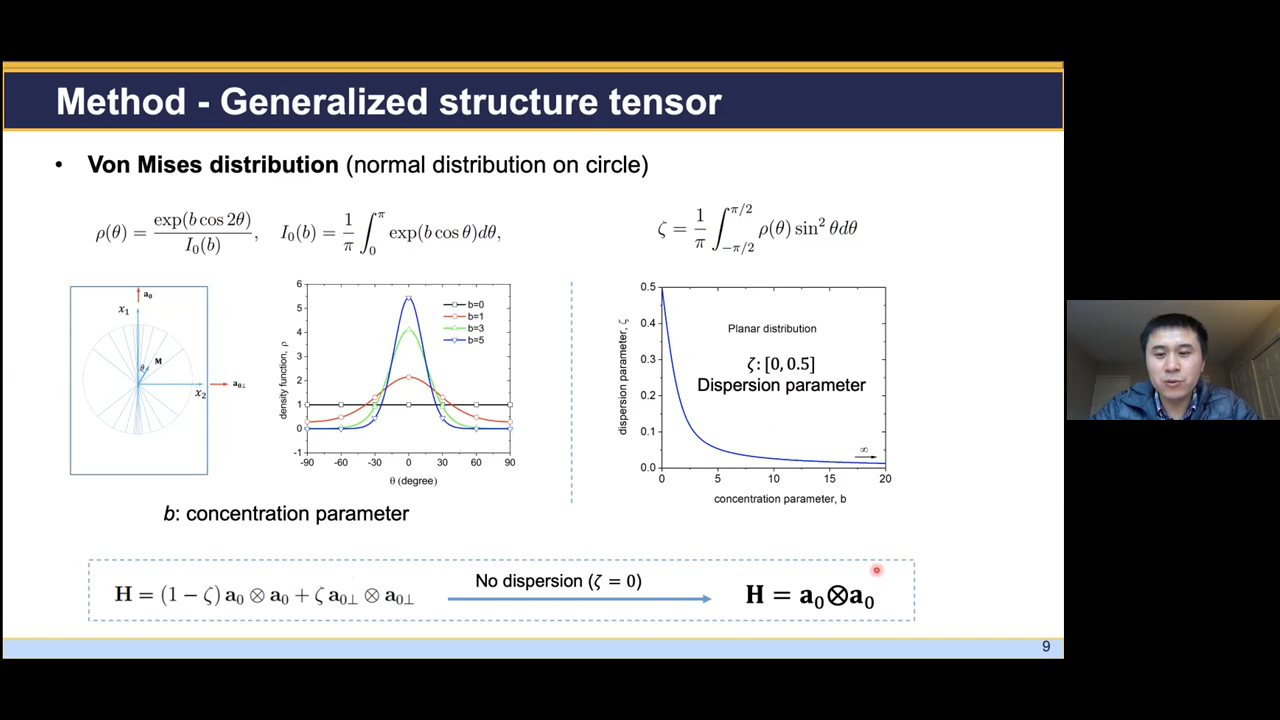 Method - Generalized structure tensor
• Von Mises distribution (normal distribution on circle)
ρ(θ) = exp(b cos 2θ) / I₀(b), I₀(b) = 1/π ∫₀^π exp(b cos θ)dθ,
ζ = 1/π ∫_{−π/2}^{π/2} ρ(θ) sin² θdθ
a₀
x₁
M
θ
x₂
a₀⊥
6
5
4
3
2
1
0
-1
density function, ρ
b=0
b=1
b=3
b=5
-90 -60 -30 0 30 60 90
θ (degree)
0.5
0.4
0.3
0.2
0.1
0.0
dispersion parameter, ζ
Planar distribution
ζ: [0, 0.5]
Dispersion parameter
∞
0 5 10 15 20
concentration parameter, b
b: concentration parameter
H = (1 − ζ) a₀ ⊗ a₀ + ζ a₀⊥ ⊗ a₀⊥
No dispersion (ζ = 0)
H = a₀⊗a₀
9